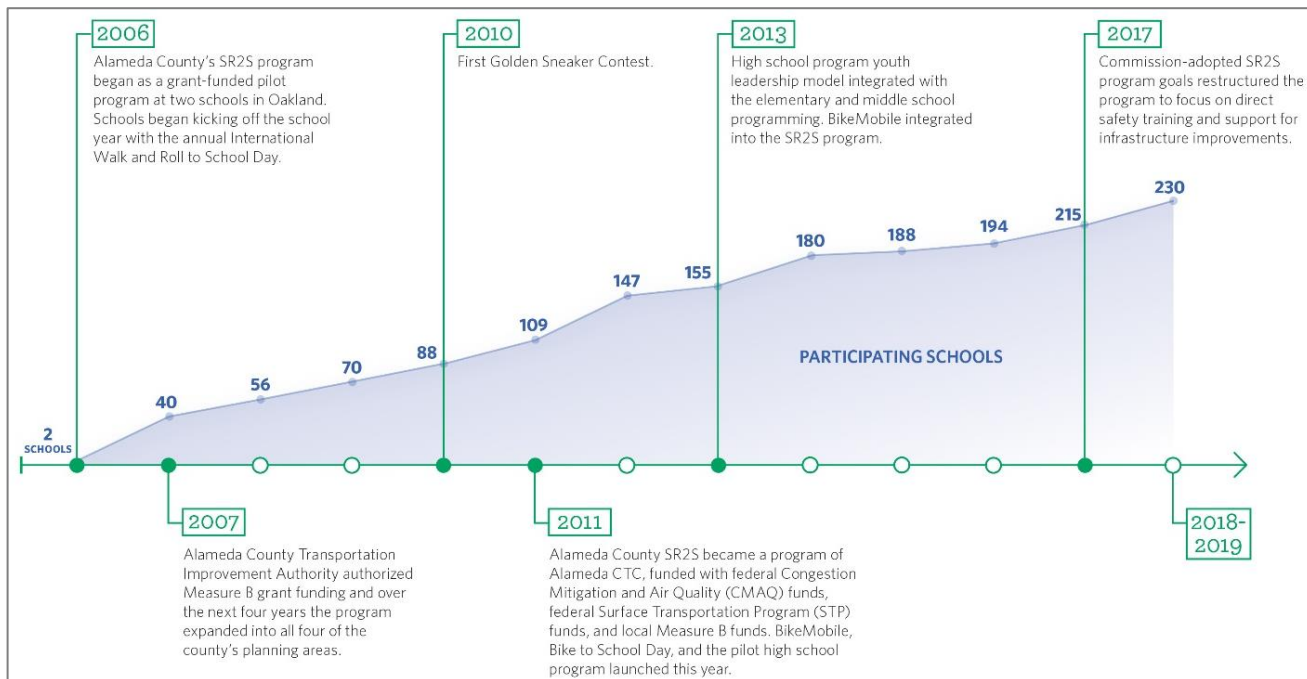 2006
Alameda County's SR2S program
began as a grant-funded pilot
program at two schools in Oakland.
Schools began kicking off the school
year with the annual International
Walk and Roll to School Day.
2010
First Golden Sneaker Contest.
2013
High school program youth
leadership model integrated with
the elementary and middle school
programming. BikeMobile integrated
into the SR2S program.
2017
Commission-adopted SR2S
program goals restructured the
program to focus on direct
safety training and support for
infrastructure improvements.
2
SCHOOLS
40
56
70
88
109
147
155
180
188
194
215
230
PARTICIPATING SCHOOLS
2007
Alameda County Transportation
Improvement Authority authorized
Measure B grant funding and over
the next four years the program
expanded into all four of the
county's planning areas.
2011
Alameda County SR2S became a program of
Alameda CTC, funded with federal Congestion
Mitigation and Air Quality (CMAQ) funds,
federal Surface Transportation Program (STP)
funds, and local Measure B funds. BikeMobile,
Bike to School Day, and the pilot high school
program launched this year.
2018-
2019